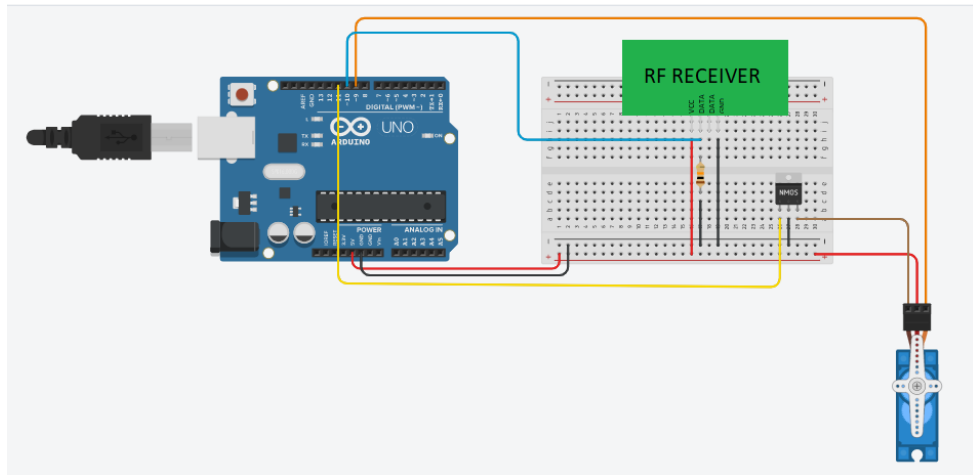 RF RECEIVER
VCC
DATA
DATA
GND
AREF
GND
13
12
11
~10
~9
8
7
~6
~5
4
~3
2
TX→1
RX←0
DIGITAL (PWM~)
L
TX
RX
UNO
ARDUINO
ON
NMOS
POWER
ANALOG IN
IOREF
RESET
3.3V
5V
GND
GND
Vin
A0
A1
A2
A3
A4
A5